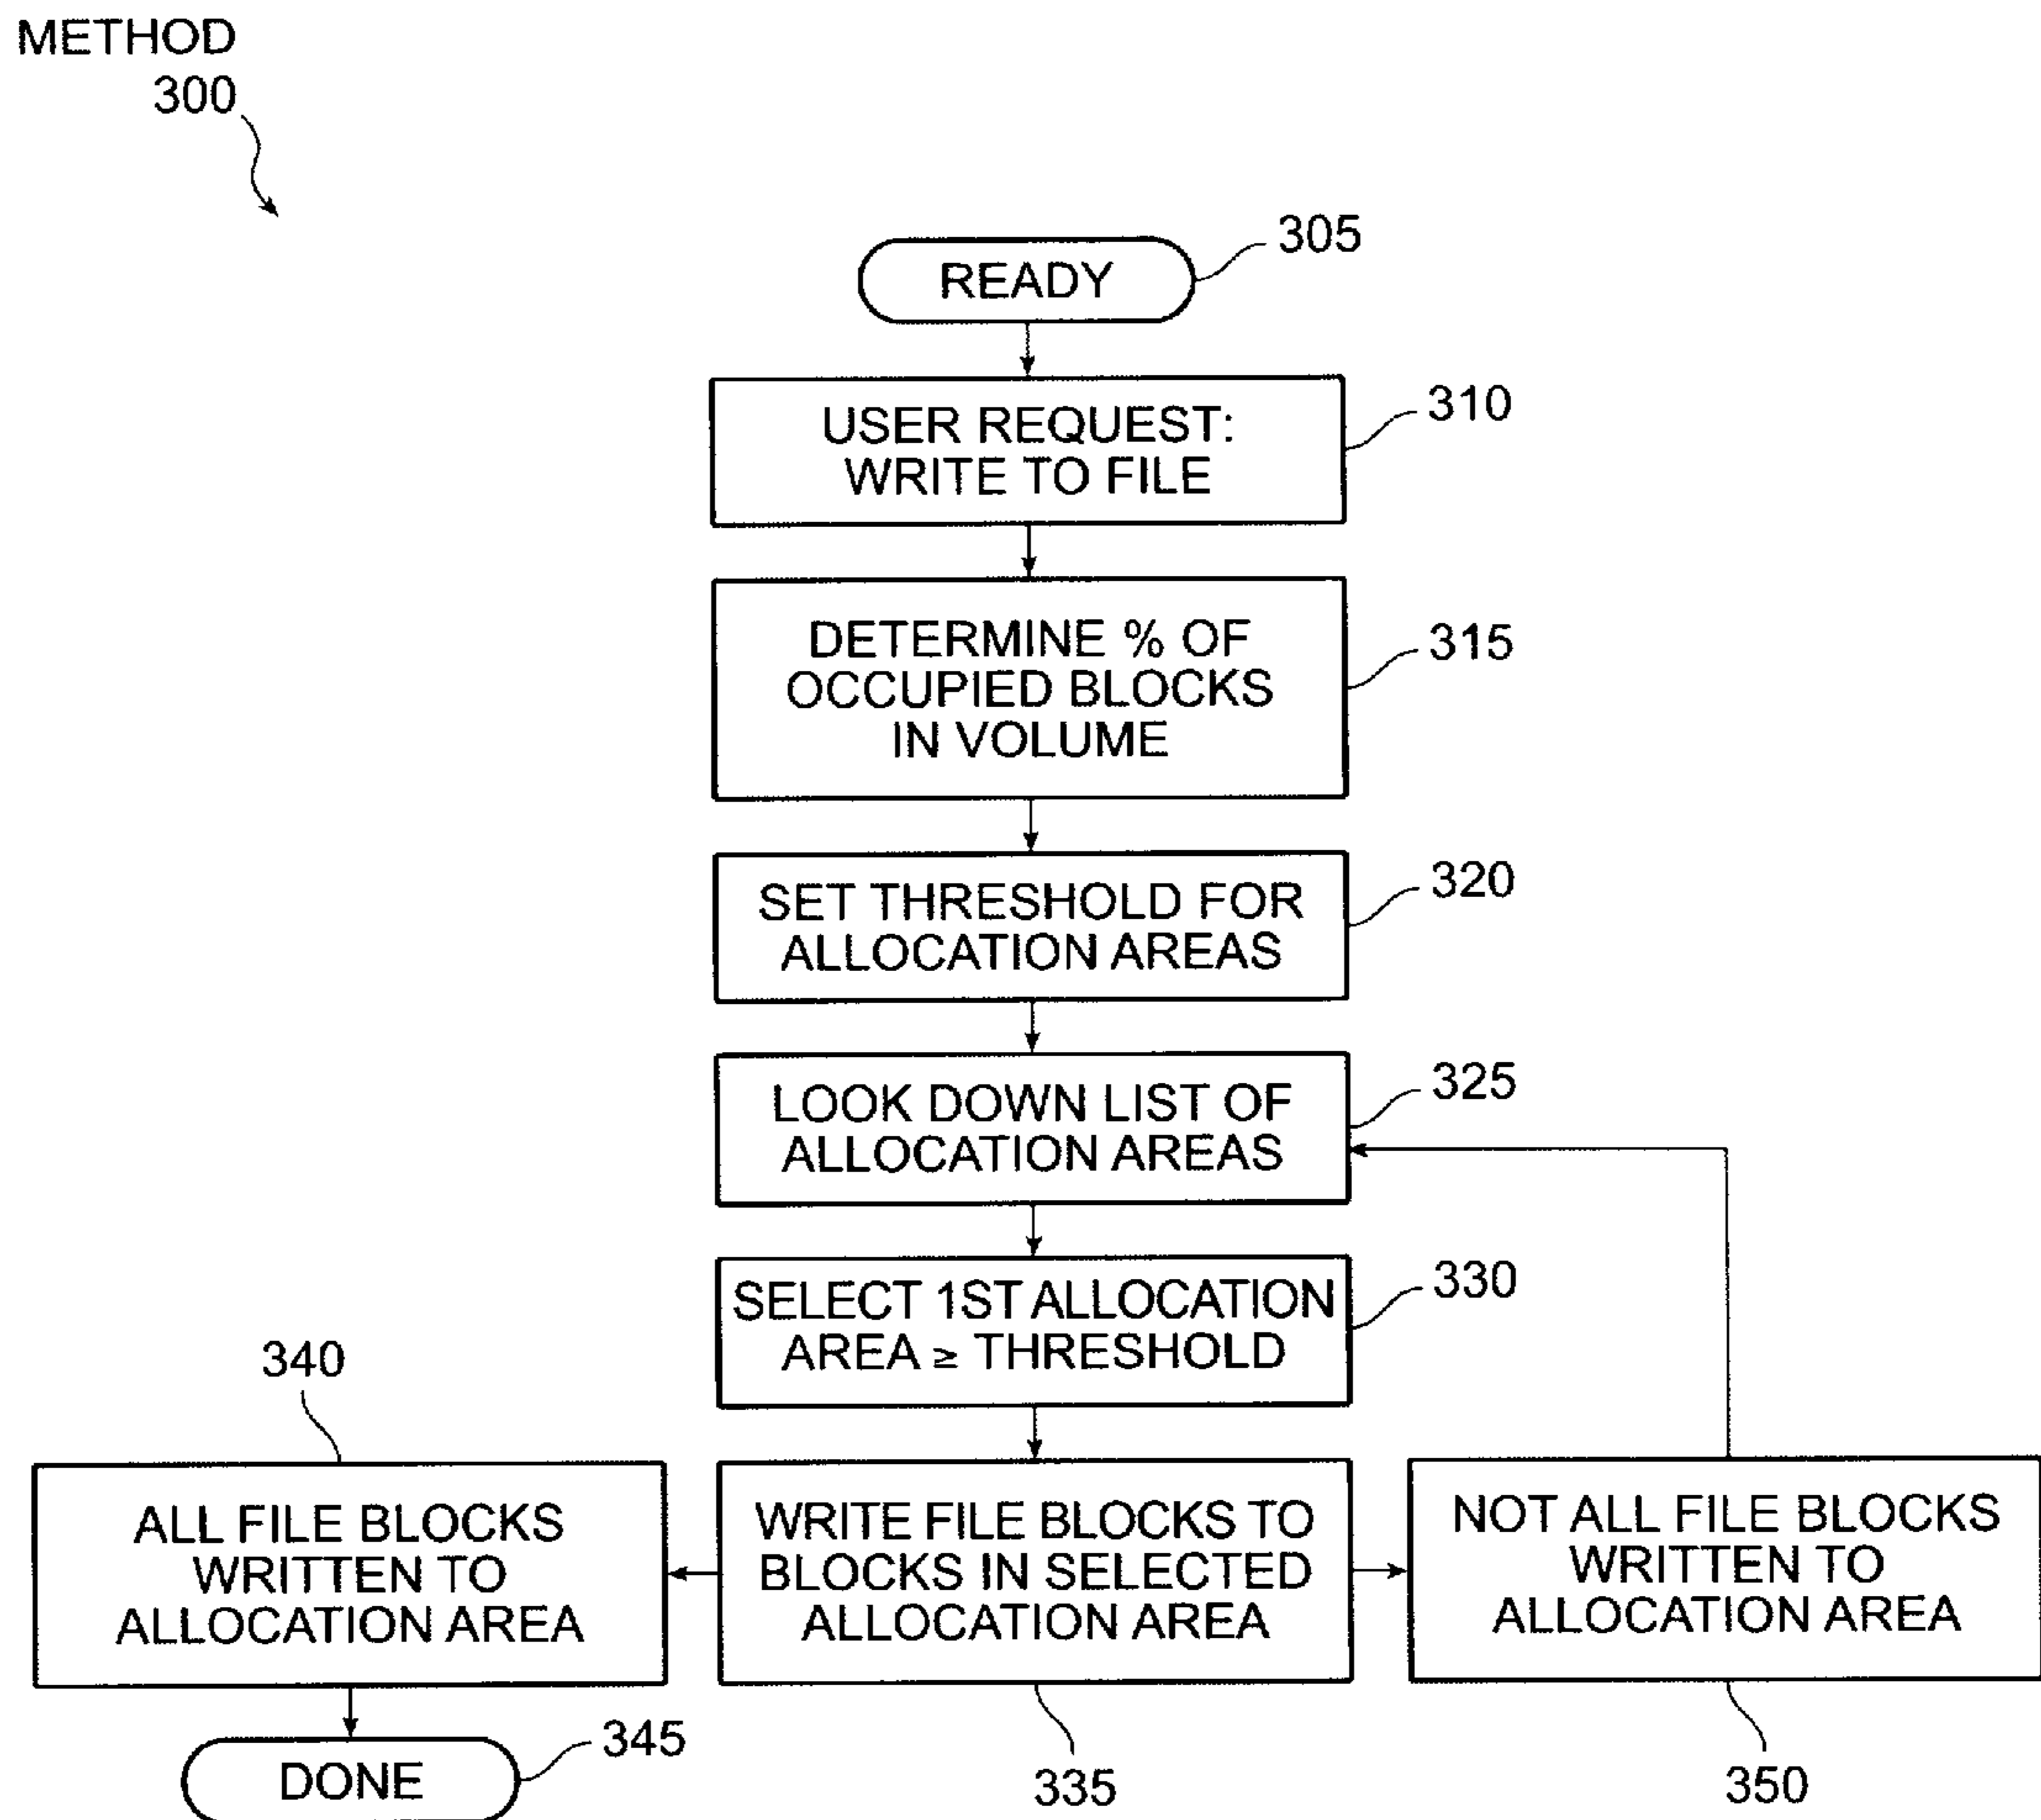 METHOD
300
READY
305
USER REQUEST:
WRITE TO FILE
310
DETERMINE % OF
OCCUPIED BLOCKS
IN VOLUME
315
SET THRESHOLD FOR
ALLOCATION AREAS
320
LOOK DOWN LIST OF
ALLOCATION AREAS
325
SELECT 1ST ALLOCATION
AREA ≥ THRESHOLD
330
340
ALL FILE BLOCKS
WRITTEN TO
ALLOCATION AREA
WRITE FILE BLOCKS TO
BLOCKS IN SELECTED
ALLOCATION AREA
NOT ALL FILE BLOCKS
WRITTEN TO
ALLOCATION AREA
DONE
345
335
350